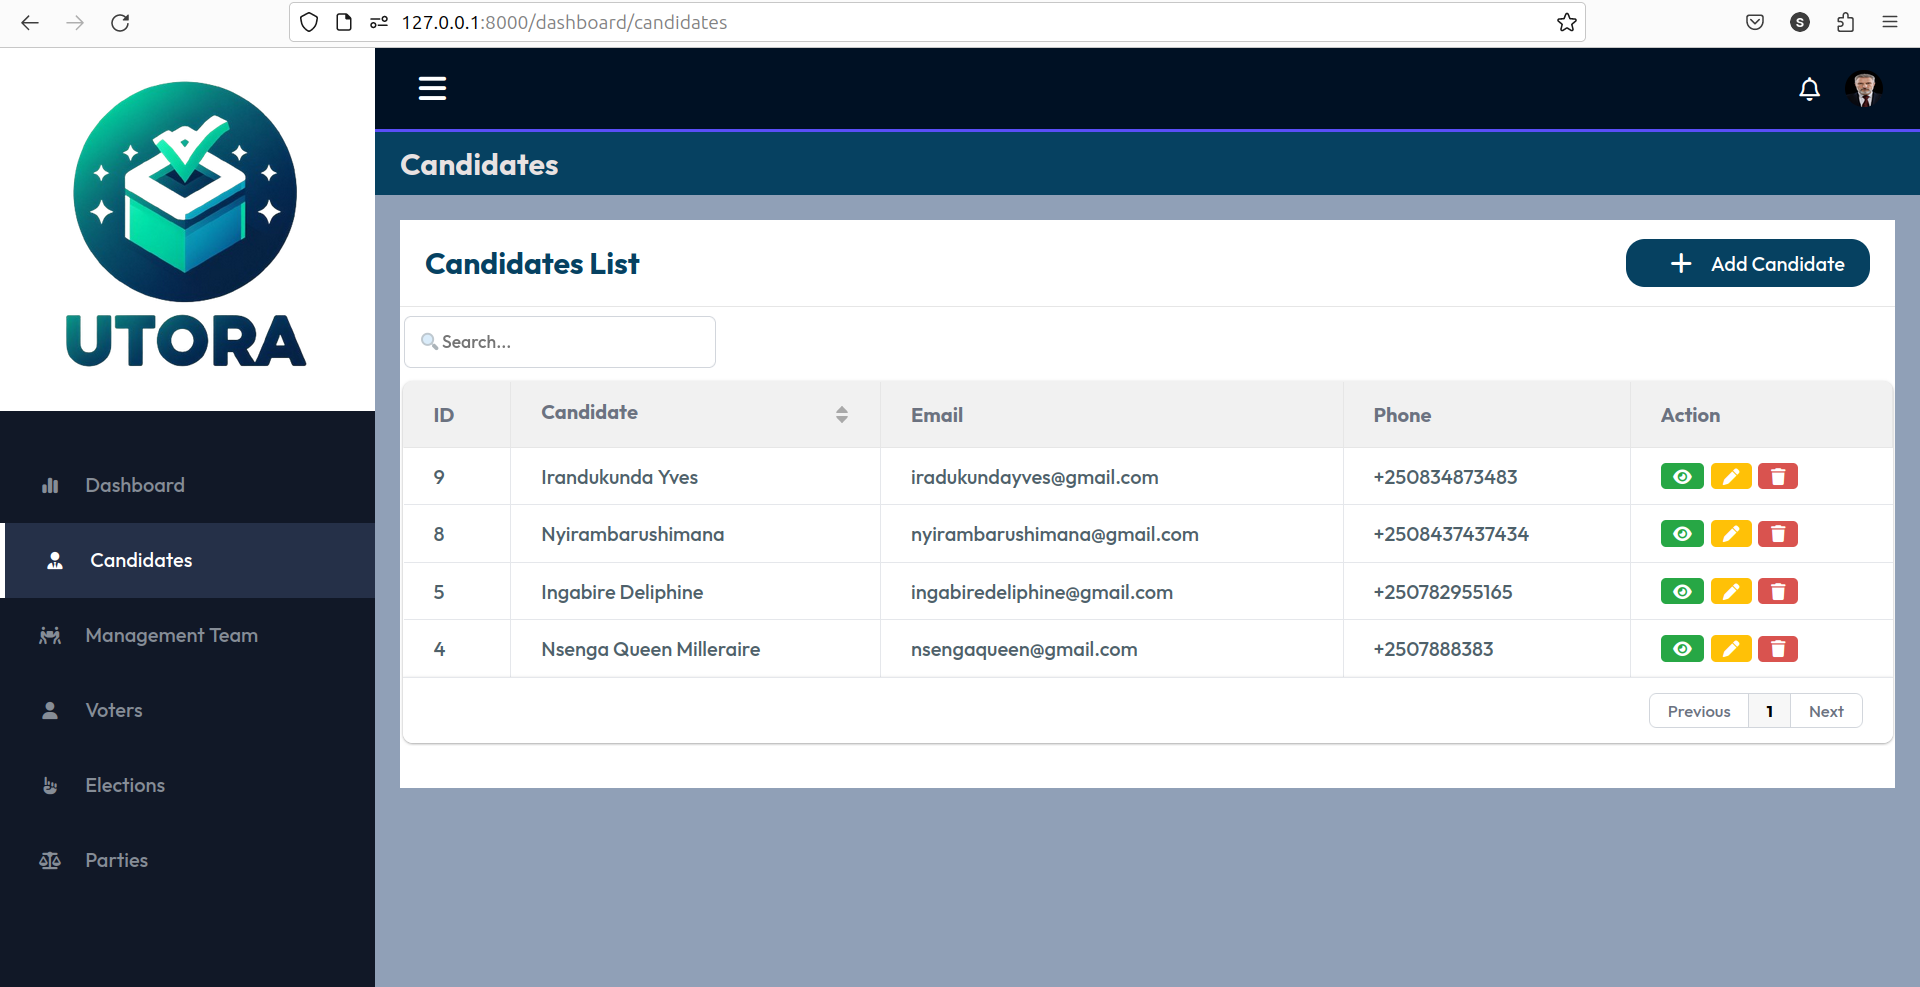 127.0.0.1:8000/dashboard/candidates
S
UTORA
Candidates
Candidates List
Add Candidate
Search...
ID Candidate Email Phone Action
9 Irandukunda Yves iradukundayves@gmail.com +250834873483
8 Nyirambarushimana nyirambarushimana@gmail.com +2508437437434
5 Ingabire Deliphine ingabiredeliphine@gmail.com +250782955165
4 Nsenga Queen Milleraire nsengaqueen@gmail.com +2507888383
Previous 1 Next
Dashboard
Candidates
Management Team
Voters
Elections
Parties